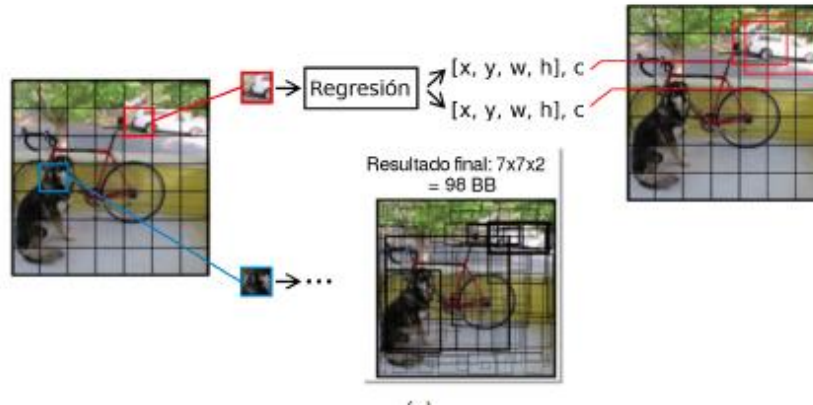 Regresión
[x, y, w, h], c
[x, y, w, h], c
Resultado final: 7x7x2
= 98 BB
...